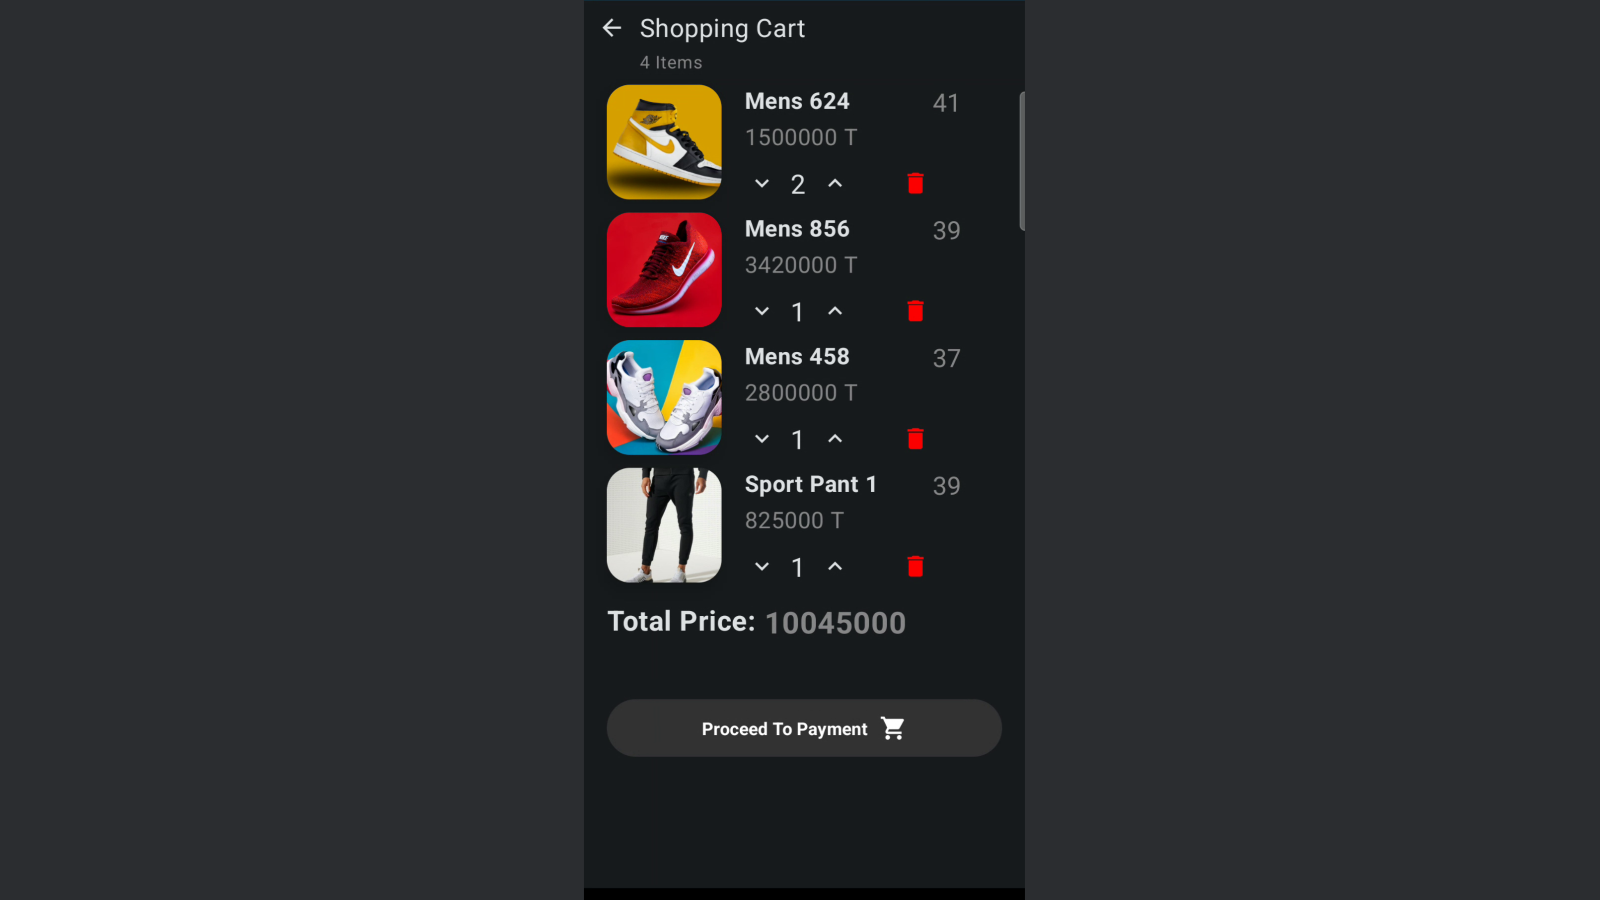 Shopping Cart
4 Items
Mens 624 41
1500000 T
2
Mens 856 39
3420000 T
1
Mens 458 37
2800000 T
1
Sport Pant 1 39
825000 T
1
Total Price: 10045000
Proceed To Payment